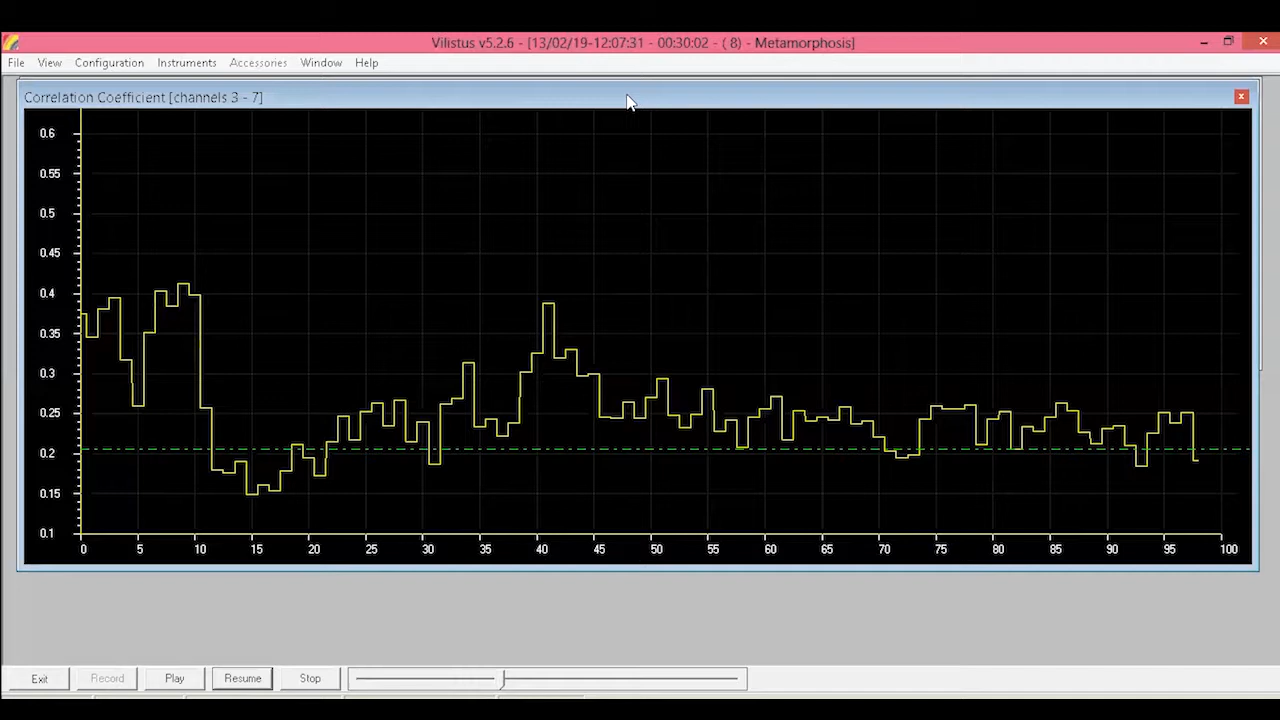 Vilistus v5.2.6 - [13/02/19-12:07:31 - 00:30:02 - ( 8) - Metamorphosis]
File View Configuration Instruments Accessories Window Help
Correlation Coefficient [channels 3 - 7]
0.6
0.55
0.5
0.45
0.4
0.35
0.3
0.25
0.2
0.15
0.1
0 5 10 15 20 25 30 35 40 45 50 55 60 65 70 75 80 85 90 95 100
Exit Record Play Resume Stop